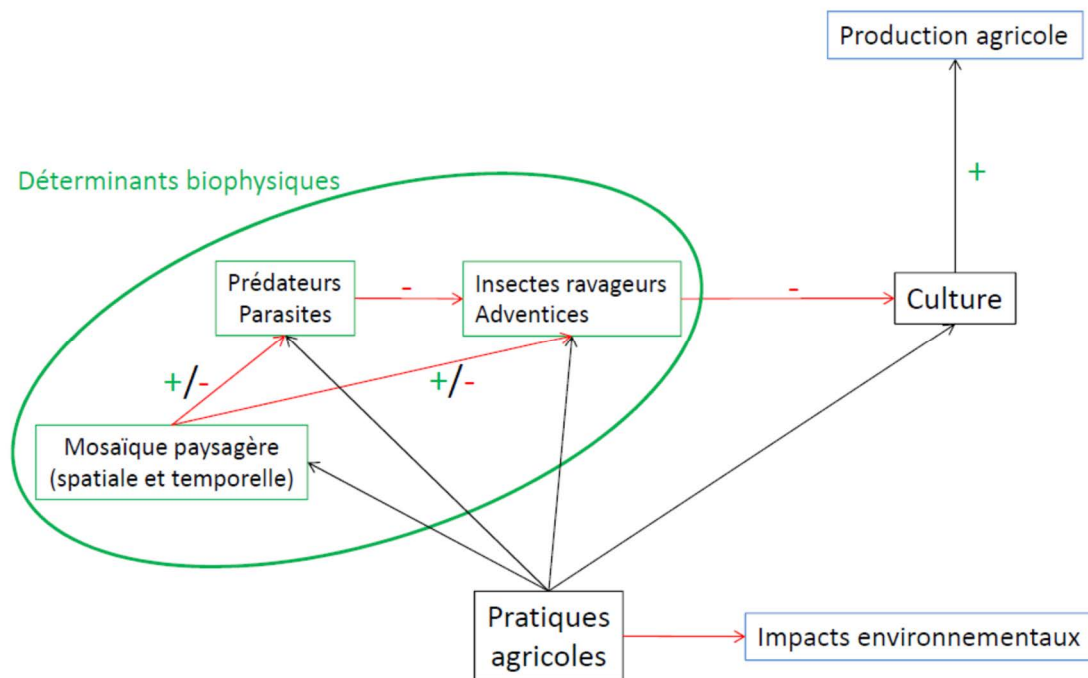 Production agricole
Déterminants biophysiques
+
Prédateurs
Parasites
-
Insectes ravageurs
Adventices
-
Culture
+/-
+/-
Mosaïque paysagère
(spatiale et temporelle)
Pratiques
agricoles
Impacts environnementaux